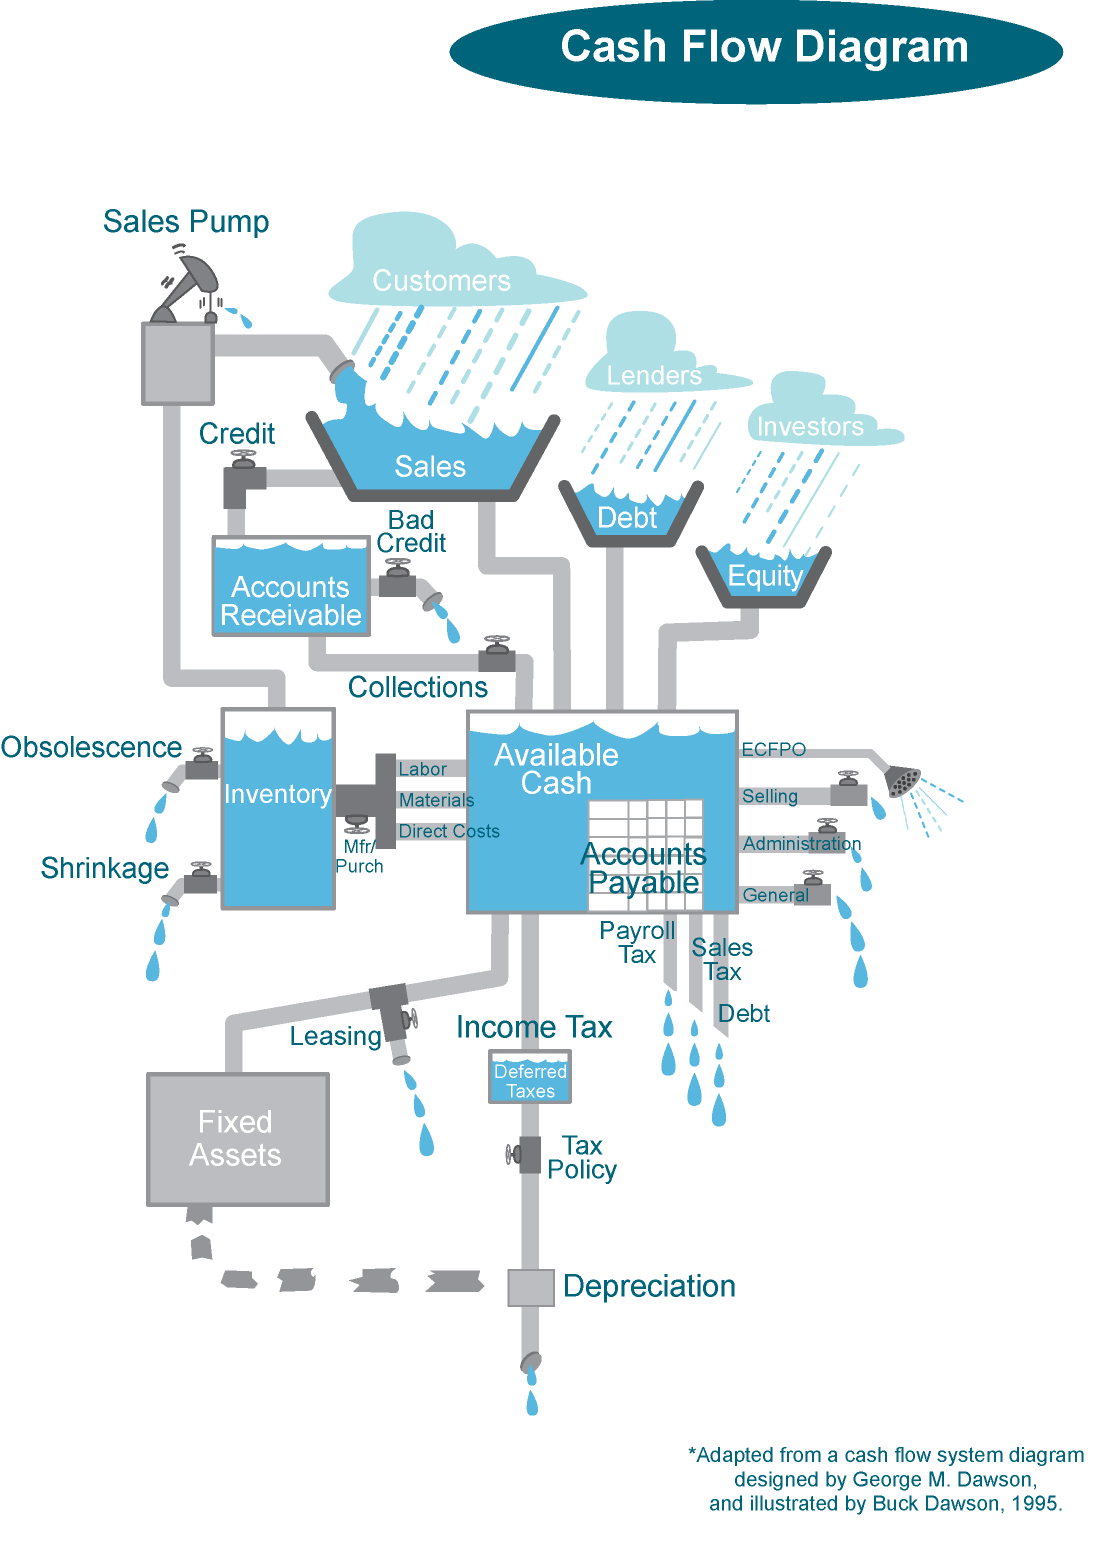 Cash Flow Diagram
Sales Pump
Customers
Lenders
Investors
Credit
Sales
Bad
Credit
Debt
Equity
Accounts
Receivable
Collections
Obsolescence
Inventory
Shrinkage
Mfr/
Purch
Labor
Materials
Direct Costs
Available
Cash
Accounts
Payable
ECFPO
Selling
Administration
General
Payroll
Tax
Sales
Tax
Debt
Leasing
Income Tax
Deferred
Taxes
Fixed
Assets
Tax
Policy
Depreciation
*Adapted from a cash flow system diagram
designed by George M. Dawson,
and illustrated by Buck Dawson, 1995.